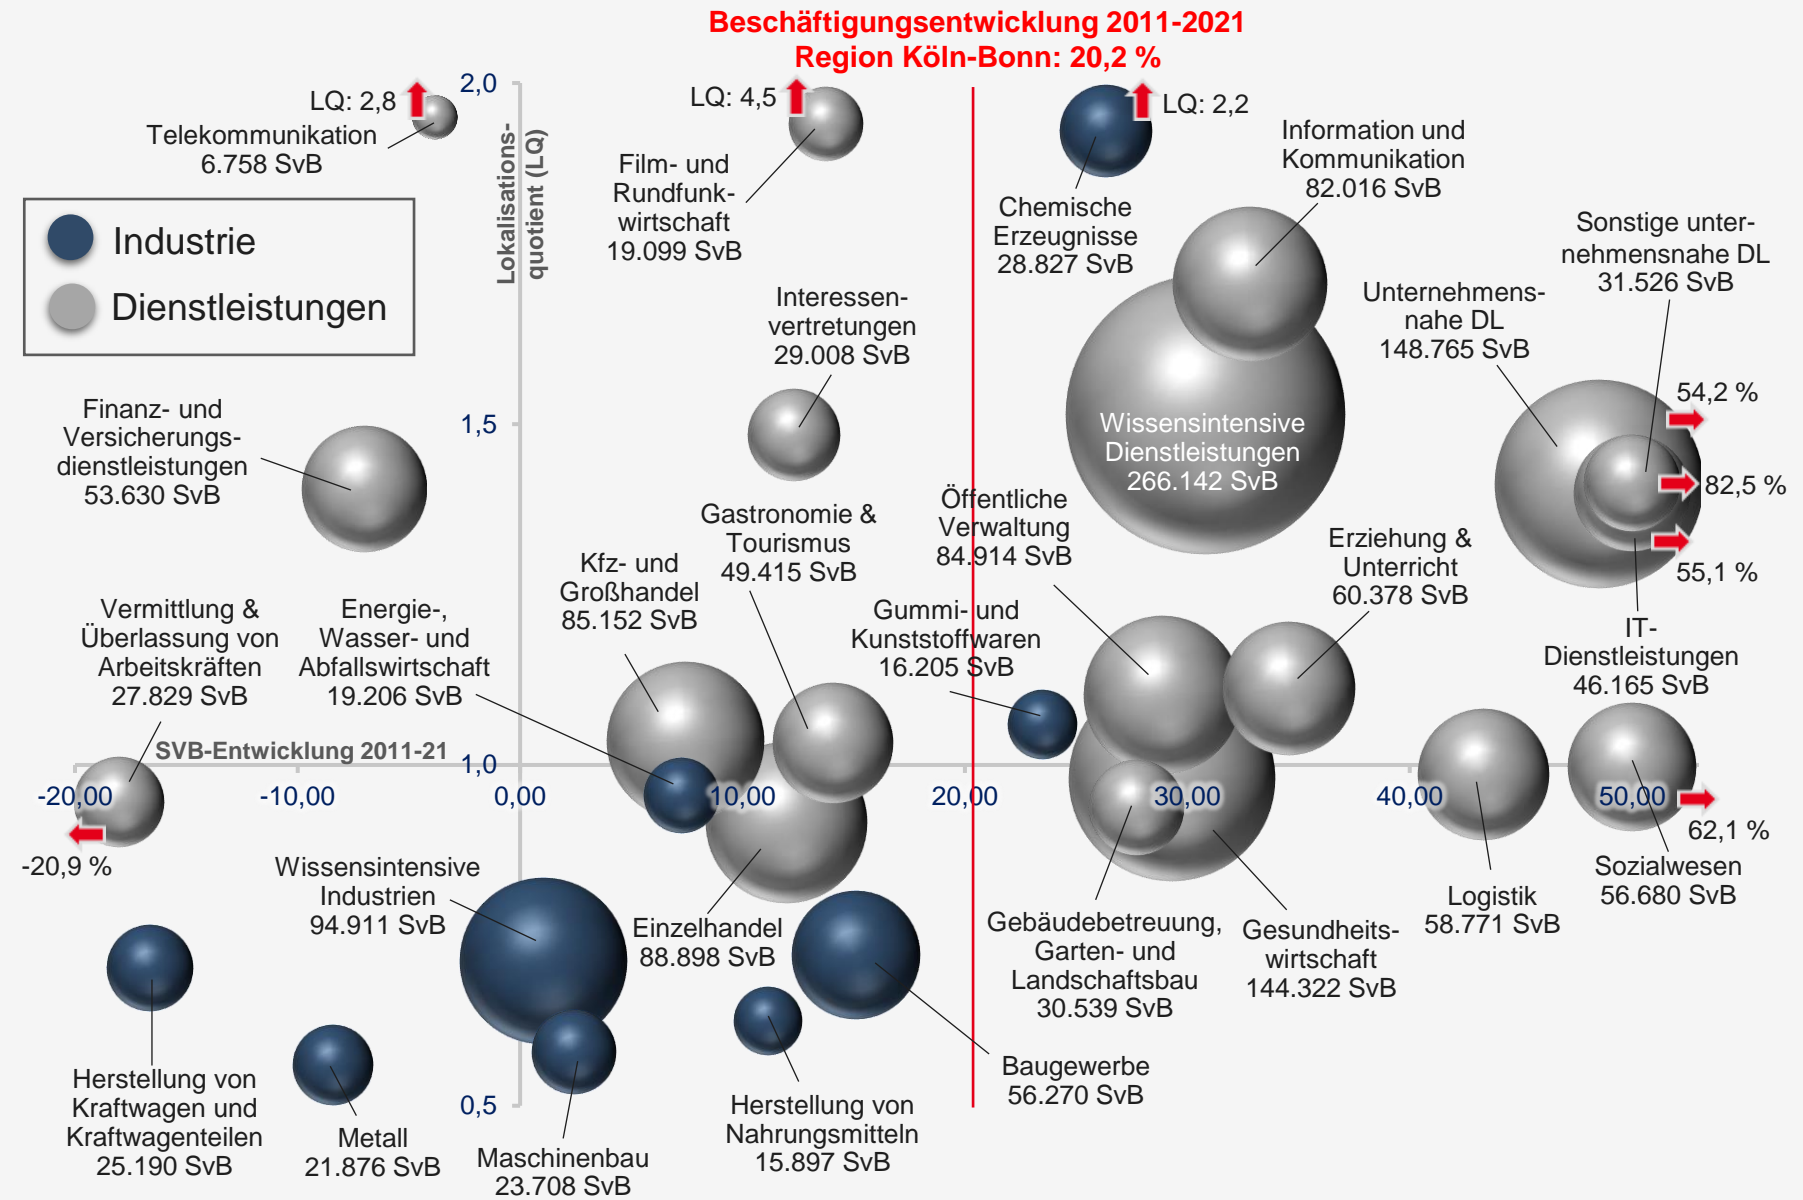 Beschäftigungsentwicklung 2011-2021
Region Köln-Bonn: 20,2 %
2,0
LQ: 2,8
Telekommunikation
6.758 SvB
Lokalisations-
quotient (LQ)
LQ: 4,5
Film- und
Rundfunk-
wirtschaft
19.099 SvB
LQ: 2,2
Chemische
Erzeugnisse
28.827 SvB
Information und
Kommunikation
82.016 SvB
Sonstige unter-
nehmensnahe DL
31.526 SvB
Industrie
Dienstleistungen
Interessen-
vertretungen
29.008 SvB
Unternehmens-
nahe DL
148.765 SvB
54,2 %
82,5 %
55,1 %
Finanz- und
Versicherungs-
dienstleistungen
53.630 SvB
1,5
Wissensintensive
Dienstleistungen
266.142 SvB
Gastronomie &
Tourismus
49.415 SvB
Öffentliche
Verwaltung
84.914 SvB
Erziehung &
Unterricht
60.378 SvB
Kfz- und
Großhandel
85.152 SvB
Vermittlung &
Überlassung von
Arbeitskräften
27.829 SvB
Energie-,
Wasser- und
Abfallswirtschaft
19.206 SvB
Gummi- und
Kunststoffwaren
16.205 SvB
IT-
Dienstleistungen
46.165 SvB
SVB-Entwicklung 2011-21
1,0
-20,00
-10,00
0,00
10,00
20,00
30,00
40,00
50,00
-20,9 %
62,1 %
Wissensintensive
Industrien
94.911 SvB
Einzelhandel
88.898 SvB
Gebäudebetreuung,
Garten- und
Landschaftsbau
30.539 SvB
Gesundheits-
wirtschaft
144.322 SvB
Logistik
58.771 SvB
Sozialwesen
56.680 SvB
0,5
Herstellung von
Kraftwagen und
Kraftwagenteilen
25.190 SvB
Metall
21.876 SvB
Maschinenbau
23.708 SvB
Herstellung von
Nahrungsmitteln
15.897 SvB
Baugewerbe
56.270 SvB